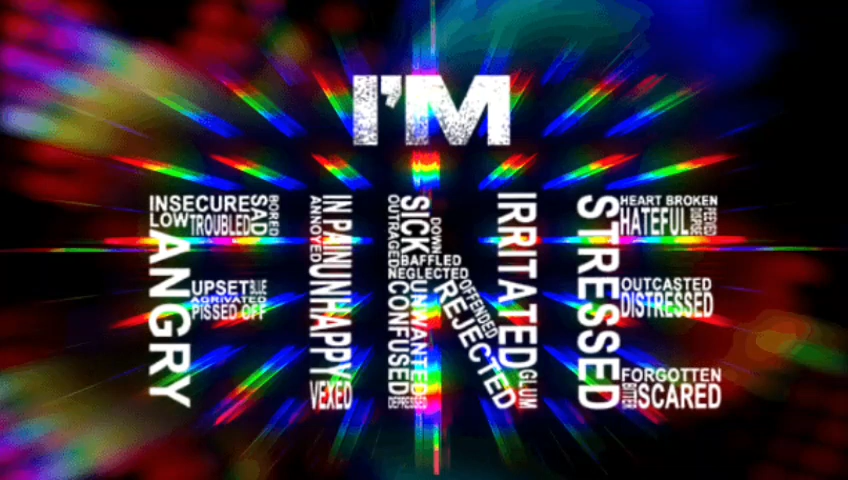 I'M
INSECURE
LOW
TROUBLED
SAD
BORED
ANGRY
UPSET
BLUE
AGRIVATED
PISSED OFF
IN PAIN
ANNOYED
UNHAPPY
VEXED
SICK
OUTRAGED
DOWN
BAFFLED
NEGLECTED
UNWANTED
CONFUSED
DEPRESSED
OFFENDED
REJECTED
IRRITATED
GLUM
STRESSED
HEART BROKEN
HATEFUL
PEEVED
OUTCASTED
DISTRESSED
FORGOTTEN
BITTER
SCARED